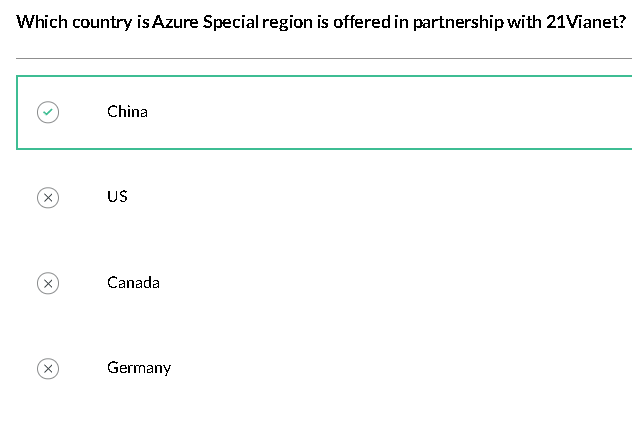 Which country is Azure Special region is offered in partnership with 21Vianet?
China
US
Canada
Germany